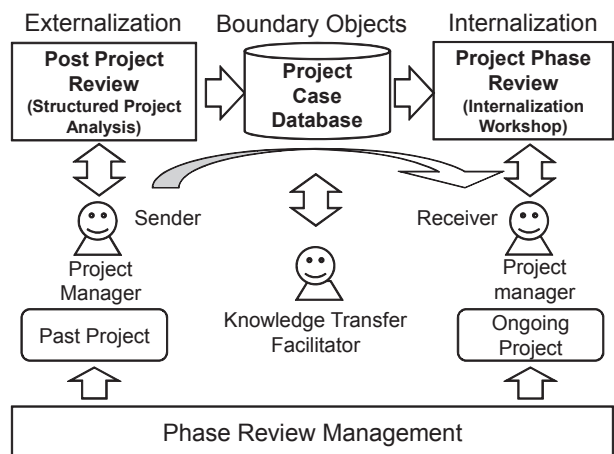 Externalization
Boundary Objects
Internalization
Post Project
Review
(Structured Project
Analysis)
Project
Case
Database
Project Phase
Review
(Internalization
Workshop)
Sender
Receiver
Project
Manager
Knowledge Transfer
Facilitator
Project
manager
Past Project
Ongoing
Project
Phase Review Management